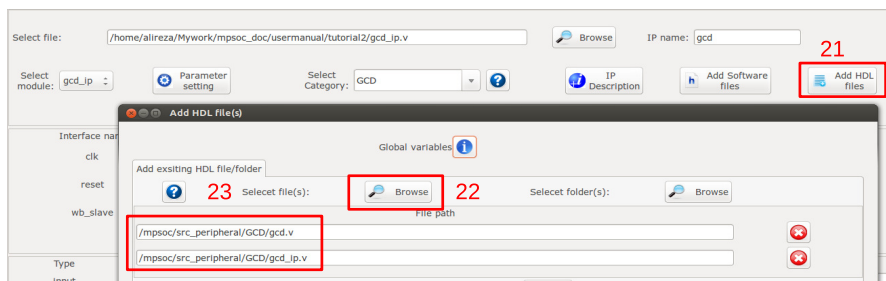 Select file: /home/alireza/Mywork/mpsoc_doc/usermanual/tutorial2/gcd_ip.v Browse IP name: gcd
21
Select module: gcd_ip Parameter setting Select Category: GCD IP Description Add Software files Add HDL files
Add HDL file(s)
Interface nam
Global variables
clk
Add exsiting HDL file/folder
reset
23 Selecet file(s): Browse 22 Selecet folder(s): Browse
wb_slave
File path
/mpsoc/src_peripheral/GCD/gcd.v
/mpsoc/src_peripheral/GCD/gcd_ip.v
Type
input